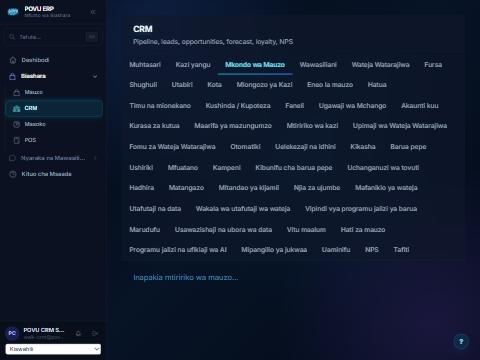 POVU ERP
Mfumo wa Biashara
Tafuta...
Dashibodi
Biashara
Mauzo
CRM
Masoko
POS
Nyaraka na Mawasili...
Kituo cha Msaada
POVU CRM S...
PC
Kiswahili
CRM
Pipeline, leads, opportunities, forecast, loyalty, NPS
Muhtasari Kazi yangu Mkondo wa Mauzo Wawasiliani Wateja Watarajiwa Fursa
Shughuli Utabiri Kota Miongozo ya Kazi Eneo la mauzo Hatua
Timu na mionekano Kushinda / Kupoteza Faneli Ugawaji wa Mchango Akaunti kuu
Kurasa za kutua Maarifa ya mazungumzo Mtiririko wa kazi Upimaji wa Wateja Watarajiwa
Fomu za Wateja Watarajiwa Otomatiki Uelekezaji na idhini Kikasha Barua pepe
Ushiriki Mfuatano Kampeni Kibunifu cha barua pepe Uchanganuzi wa tovuti
Hadhira Matangazo Mitandao ya kijamii Njia za ujumbe Mafanikio ya wateja
Utafutaji na data Wakala wa utafutaji wa wateja Vipindi vya programu jalizi ya barua
Marudufu Usawazishaji na ubora wa data Vitu maalum Hati za mauzo
Programu jalizi na ufikiaji wa AI Mipangilio ya jukwaa Uaminifu NPS Tafiti
Inapakia mtiririko wa mauzo...
?